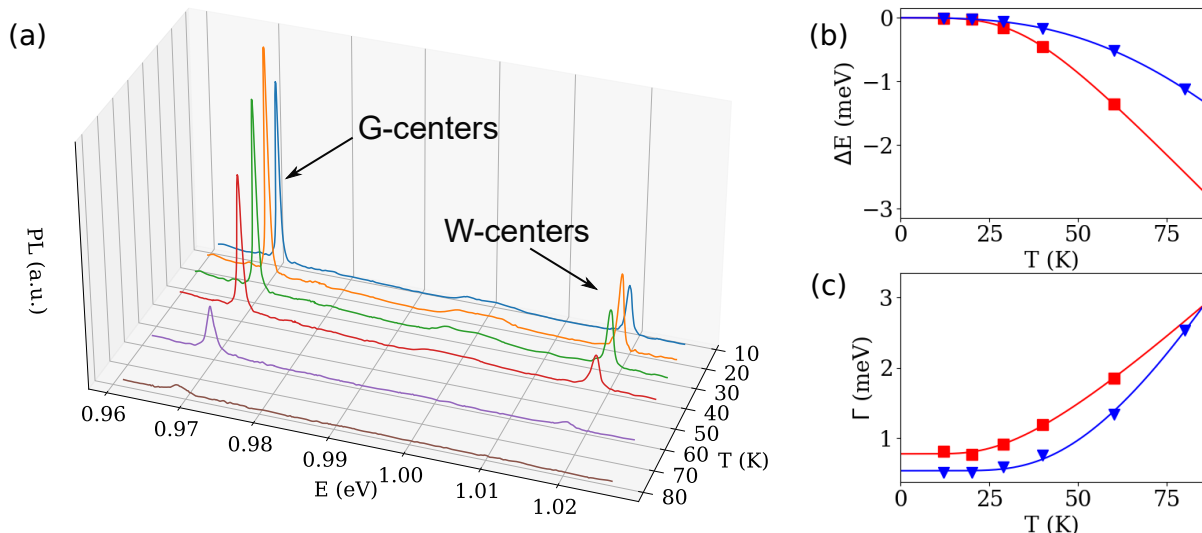 (a)
G-centers
W-centers
PL (a.u.)
0.96
0.97
0.98
0.99
1.00
1.01
1.02
E (eV)
10
20
30
40
50
60
70
80
T (K)
(b)
0
−1
−2
−3
ΔE (meV)
0
25
50
75
T (K)
(c)
3
2
1
Γ (meV)
0
25
50
75
T (K)